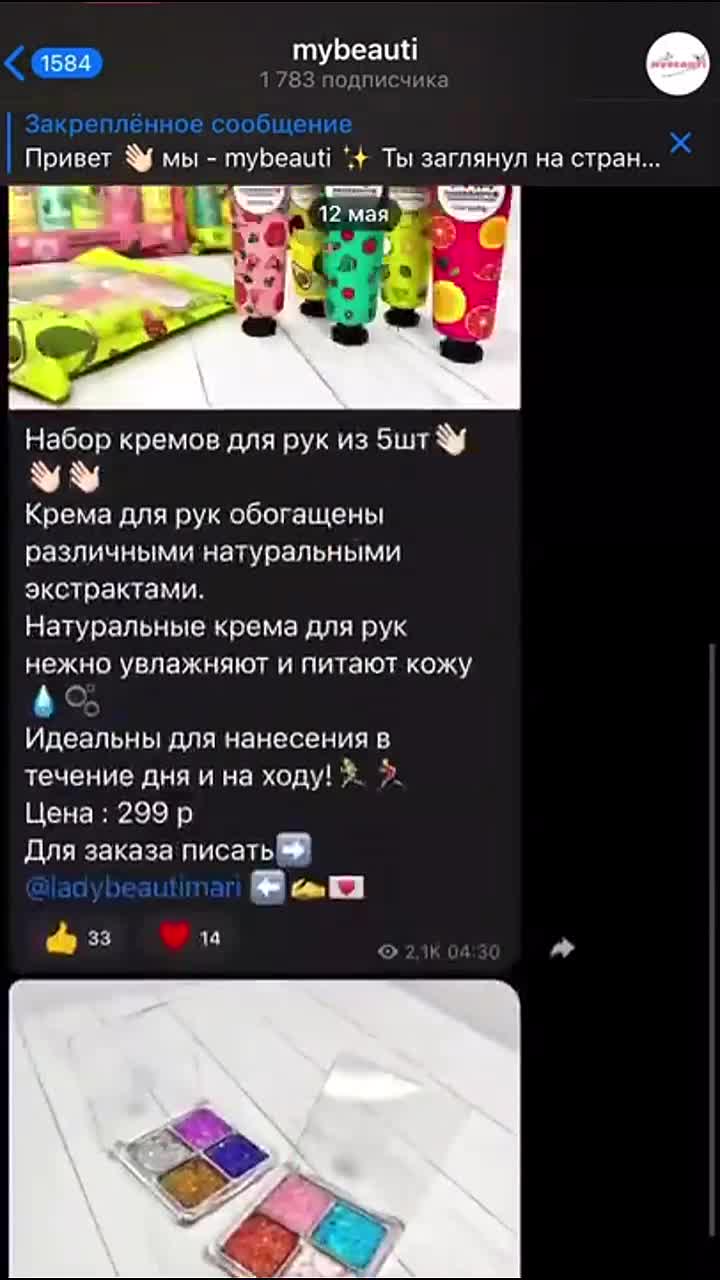 1584
mybeauti
1 783 подписчика
Закреплённое сообщение
Привет 👋🏻 мы - mybeauti ✨ Ты заглянул на стран...
12 мая
Набор кремов для рук из 5шт👋🏻
👋🏻👋🏻
Крема для рук обогащены
различными натуральными
экстрактами.
Натуральные крема для рук
нежно увлажняют и питают кожу
💧🫧
Идеальны для нанесения в
течение дня и на ходу!🏃🏃
Цена : 299 р
Для заказа писать➡️
@ladybeautimari ⬅️✍️💌
👍 33 ❤️ 14
2,1K 04:30